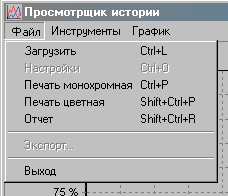 Просмотрщик истории
Файл Инструменты График
Загрузить Ctrl+L
Настройки Ctrl+O
Печать монохромная Ctrl+P
Печать цветная Shift+Ctrl+P
Отчет Shift+Ctrl+R
Экспорт...
Выход
75 %